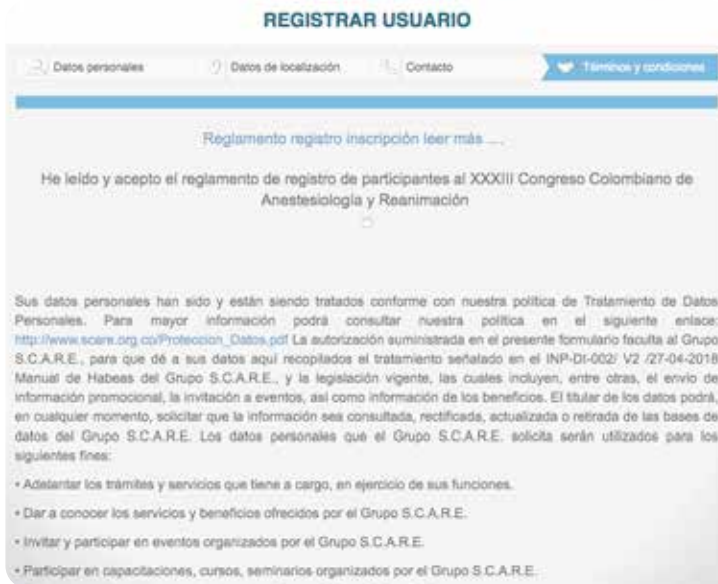 REGISTRAR USUARIO
Datos personales
Datos de localización
Contacto
Términos y condiciones
Reglamento registro inscripción leer más ....
He leído y acepto el reglamento de registro de participantes al XXXIII Congreso Colombiano de
Anestesiología y Reanimación
Sus datos personales han sido y están siendo tratados conforme con nuestra política de Tratamiento de Datos
Personales. Para mayor información podrá consultar nuestra política en el siguiente enlace:
http://www.scare.org.co/Proteccion_Datos.pdf La autorización suministrada en el presente formulario faculta al Grupo
S.C.A.R.E., para que dé a sus datos aquí recopilados el tratamiento señalado en el INP-DI-002/ V2 /27-04-2018
Manual de Habeas del Grupo S.C.A.R.E., y la legislación vigente, las cuales incluyen, entre otras, el envío de
información promocional, la invitación a eventos, así como información de los beneficios. El titular de los datos podrá,
en cualquier momento, solicitar que la información sea consultada, rectificada, actualizada o retirada de las bases de
datos del Grupo S.C.A.R.E. Los datos personales que el Grupo S.C.A.R.E. solicita serán utilizados para los
siguientes fines:
• Adelantar los trámites y servicios que tiene a cargo, en ejercicio de sus funciones.
• Dar a conocer los servicios y beneficios ofrecidos por el Grupo S.C.A.R.E.
• Invitar y participar en eventos organizados por el Grupo S.C.A.R.E.
• Participar en capacitaciones, cursos, seminarios organizados por el Grupo S.C.A.R.E.